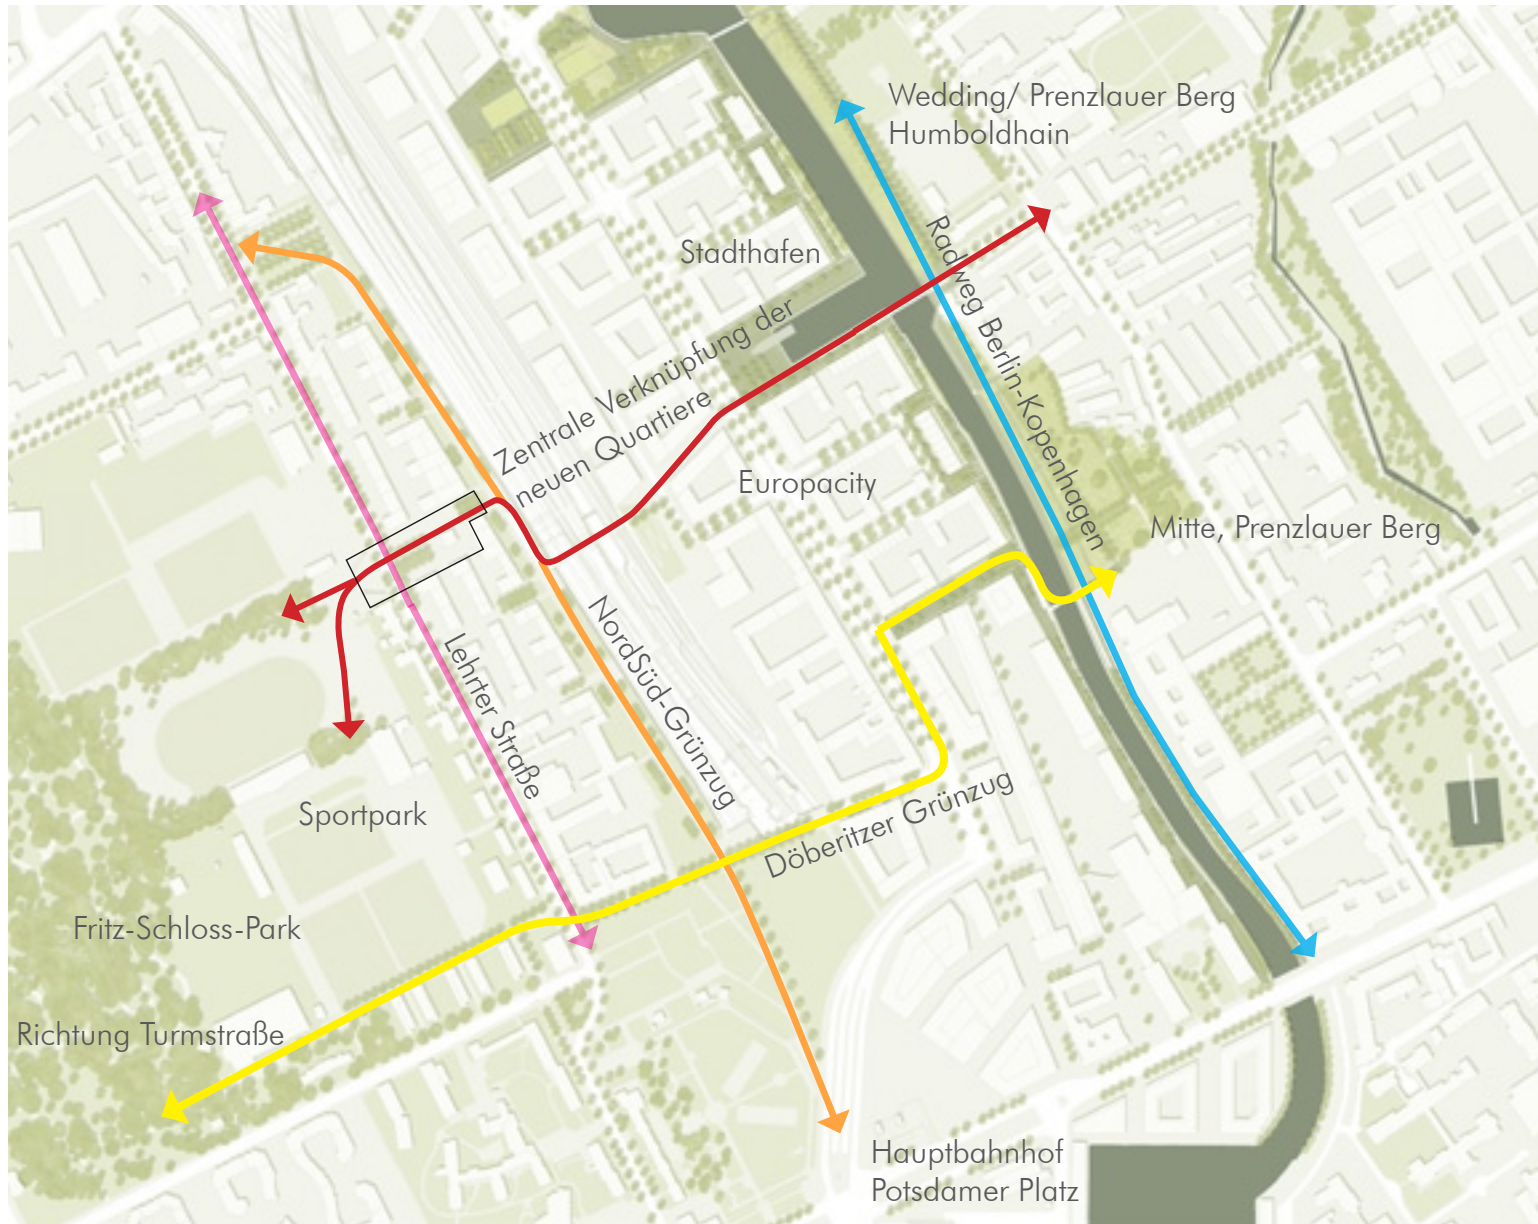 Wedding/ Prenzlauer Berg
Humboldhain
Stadthafen
Radweg Berlin-Kopenhagen
Zentrale Verknüpfung der
neuen Quartiere
Europacity
Mitte, Prenzlauer Berg
NordSüd-Grünzug
Lehrter Straße
Sportpark
Döberitzer Grünzug
Fritz-Schloss-Park
Richtung Turmstraße
Hauptbahnhof
Potsdamer Platz